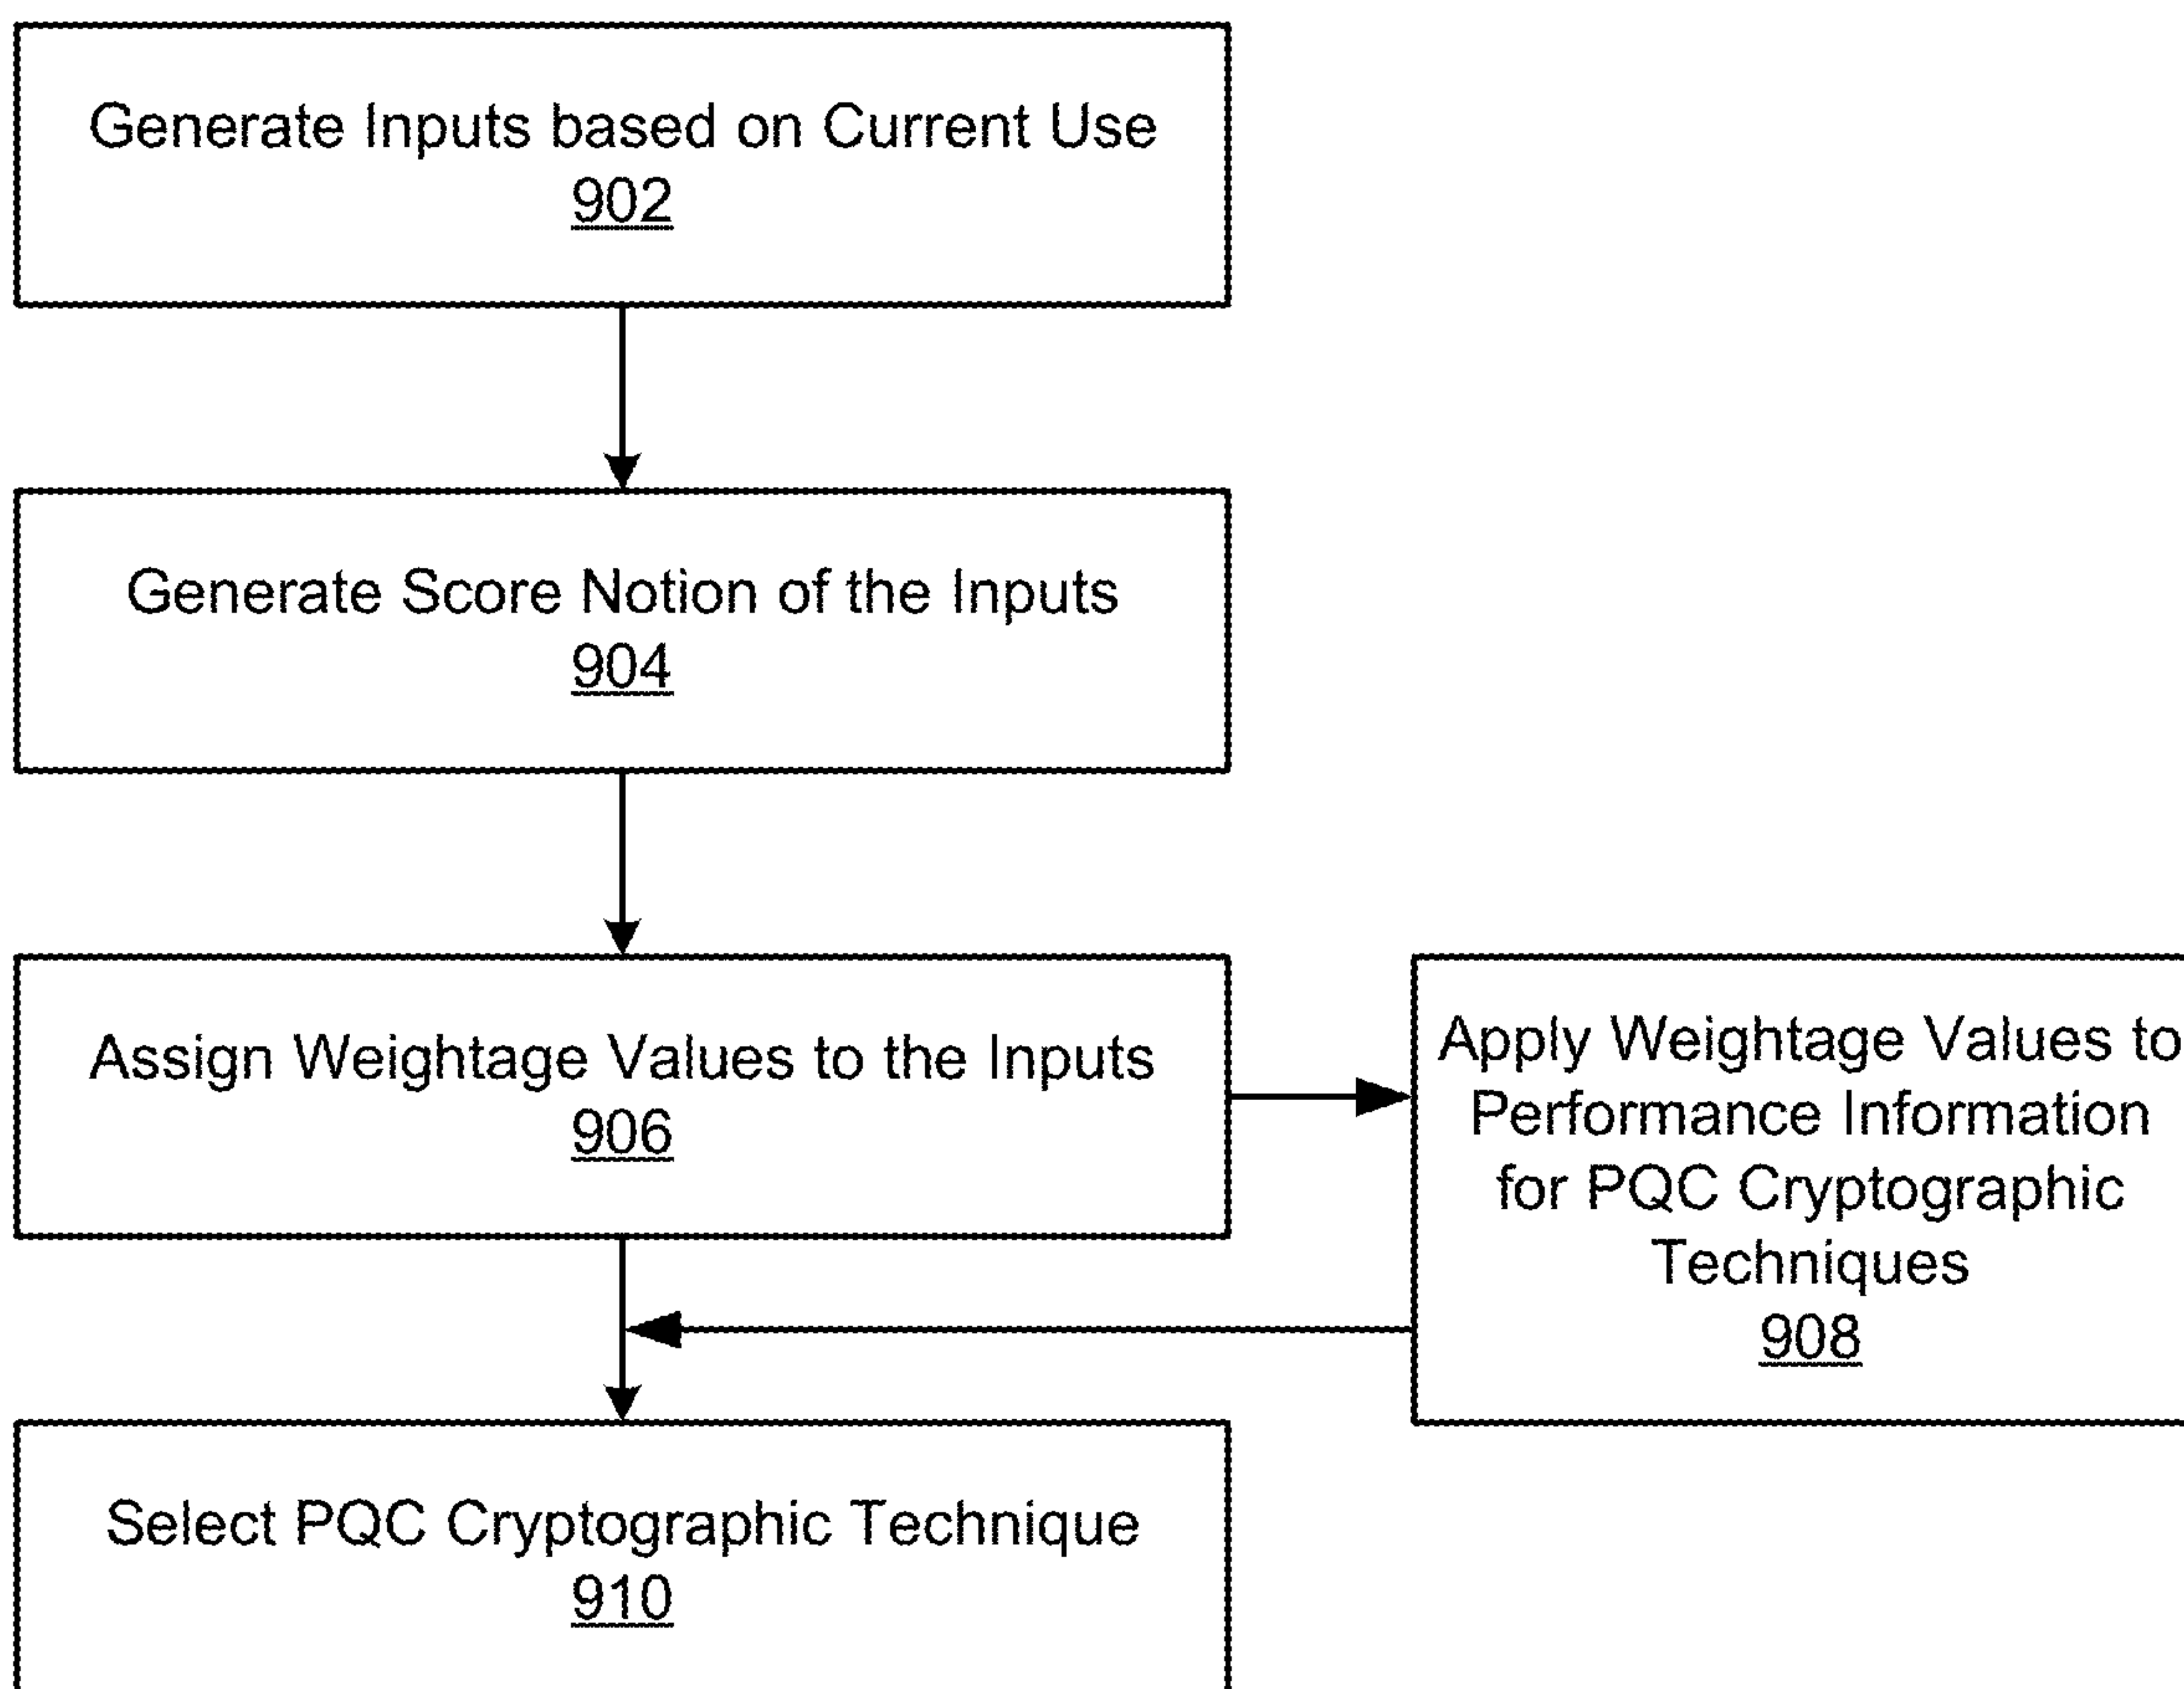 Generate Inputs based on Current Use
902
Generate Score Notion of the Inputs
904
Assign Weightage Values to the Inputs
906
Apply Weightage Values to
Performance Information
for PQC Cryptographic
Techniques
908
Select PQC Cryptographic Technique
910